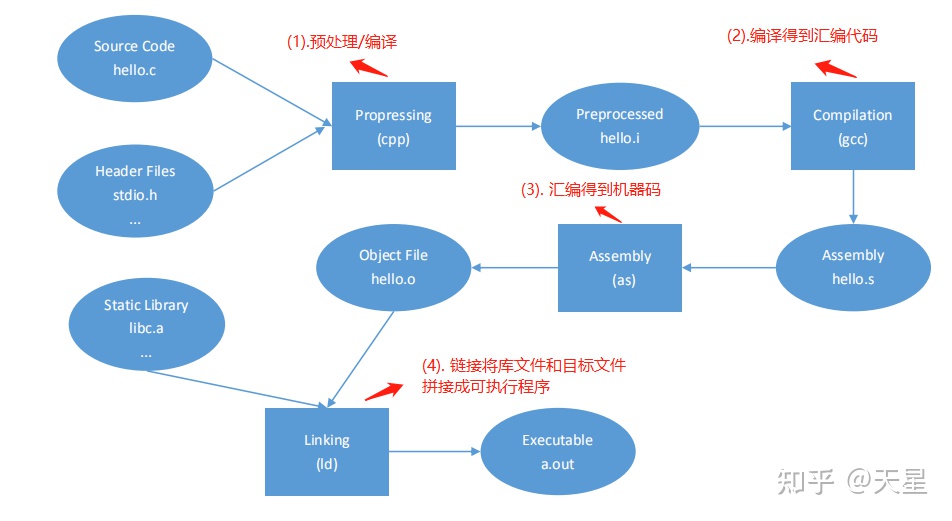 Source Code
hello.c
(1).预处理/编译
(2).编译得到汇编代码
Propressing
(cpp)
Preprocessed
hello.i
Compilation
(gcc)
Header Files
stdio.h
...
(3). 汇编得到机器码
Object File
hello.o
Assembly
(as)
Assembly
hello.s
Static Library
libc.a
...
(4). 链接将库文件和目标文件
拼接成可执行程序
Linking
(ld)
Executable
a.out
知乎 @天星